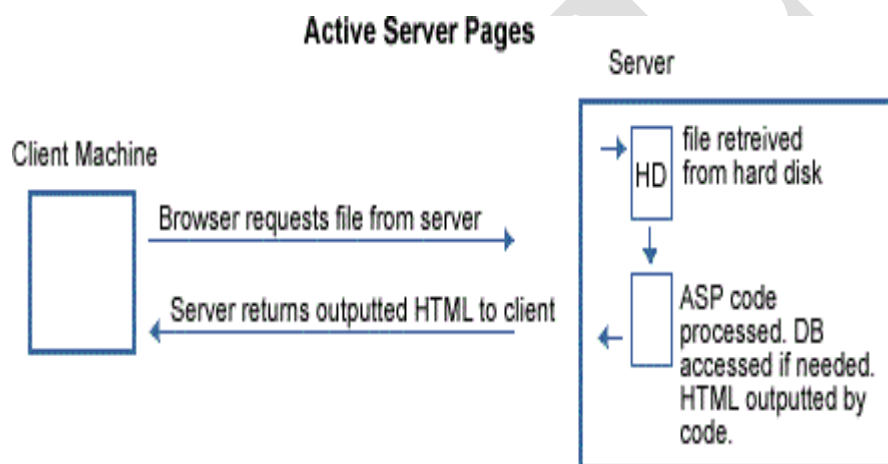 Active Server Pages
Server
Client Machine
file retreived
from hard disk
HD
Browser requests file from server
Server returns outputted HTML to client
ASP code
processed. DB
accessed if needed.
HTML outputted by
code.